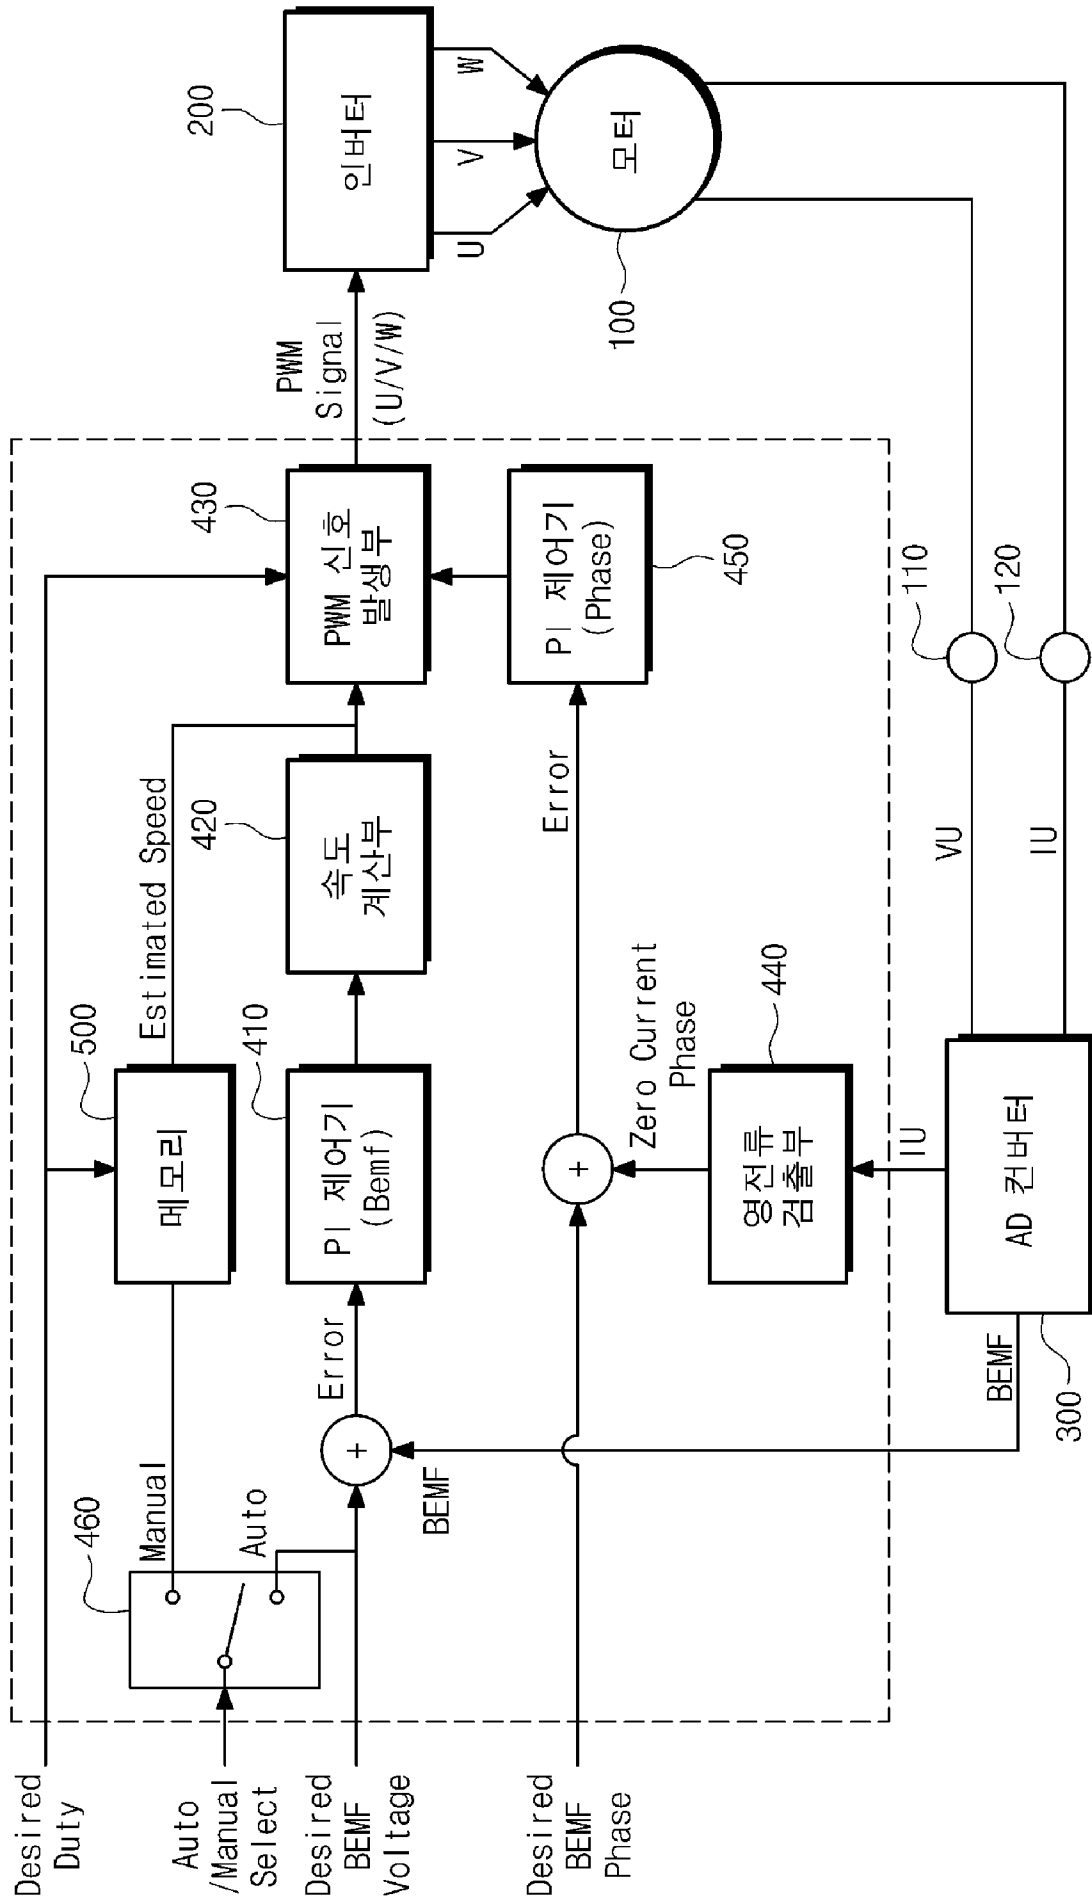 Desired
Duty
Auto
/Manual
Select
Desired
BEMF
Voltage
Desired
BEMF
Phase
460
Manual
Auto
500
메모리
Estimated Speed
Error
410
PI 제어기
(Bemf)
420
속도
계산부
430
PWM 신호
발생부
PWM
Signal
(U/V/W)
200
인버터
U
V
W
모터
100
BEMF
Zero Current
Phase
Error
PI 제어기
(Phase)
450
440
영전류
검출부
IU
BEMF
300
AD 컨버터
VU
IU
110
120
+
+